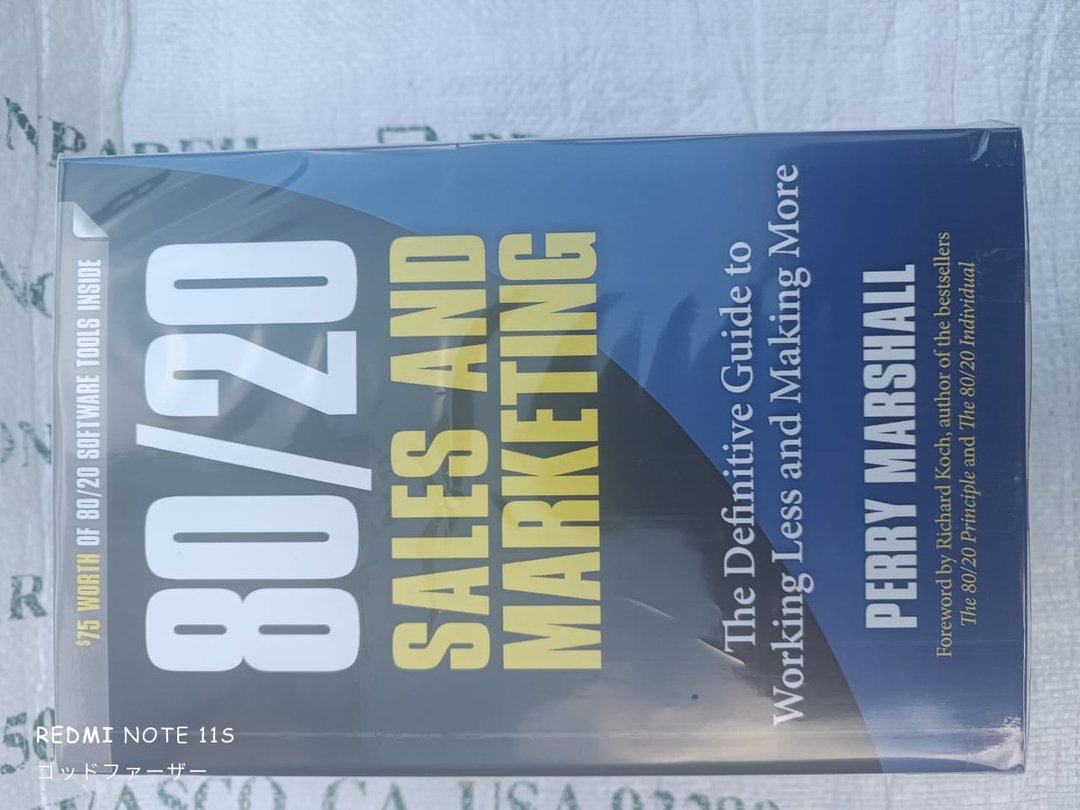 $75 WORTH OF 80/20 SOFTWARE TOOLS INSIDE
80/20
SALES AND
MARKETING
The Definitive Guide to
Working Less and Making More
PERRY MARSHALL
Foreword by Richard Koch, author of the bestsellers
The 80/20 Principle and The 80/20 Individual
REDMI NOTE 11S
ゴッドファーザー
CA, USA